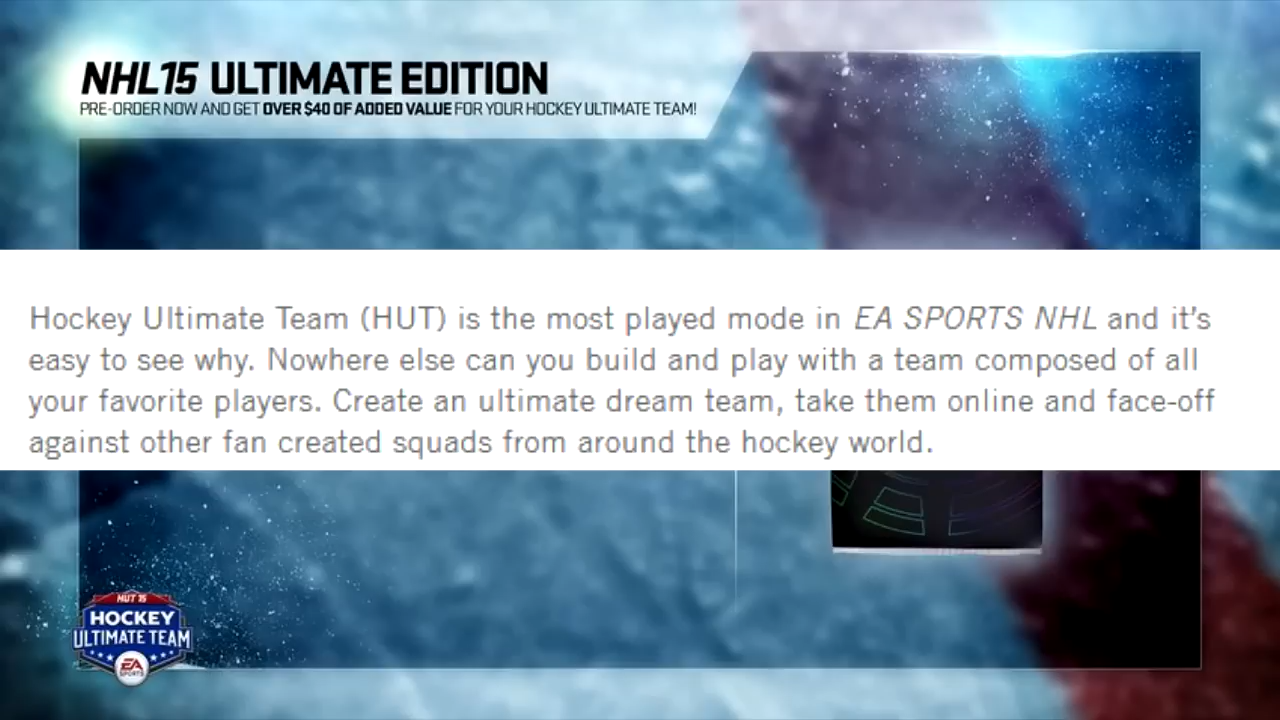 NHL15 ULTIMATE EDITION
PRE-ORDER NOW AND GET OVER $40 OF ADDED VALUE FOR YOUR HOCKEY ULTIMATE TEAM!
Hockey Ultimate Team (HUT) is the most played mode in EA SPORTS NHL and it's
easy to see why. Nowhere else can you build and play with a team composed of all
your favorite players. Create an ultimate dream team, take them online and face-off
against other fan created squads from around the hockey world.
HUT 15
HOCKEY
ULTIMATE TEAM
EA
SPORTS